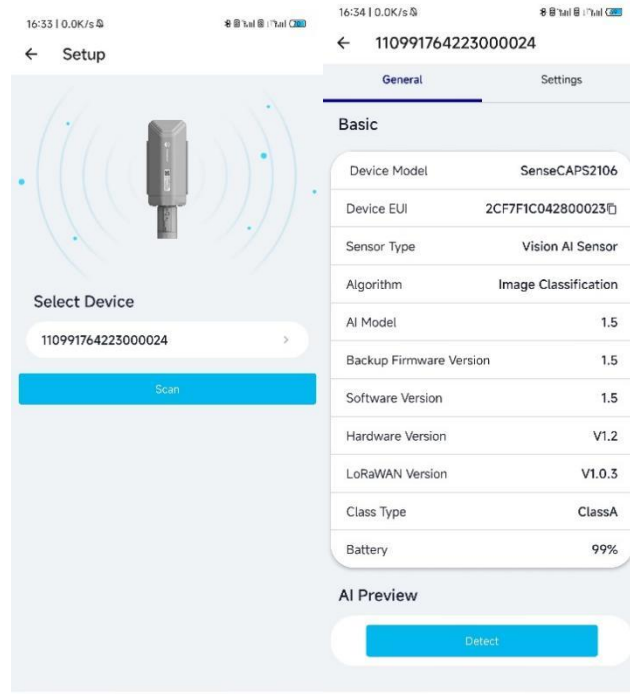 16:33 | 0.0K/s
Setup
Select Device
110991764223000024
Scan
16:34 | 0.0K/s
110991764223000024
General Settings
Basic
Device Model SenseCAPS2106
Device EUI 2CF7F1C042800023
Sensor Type Vision AI Sensor
Algorithm Image Classification
AI Model 1.5
Backup Firmware Version 1.5
Software Version 1.5
Hardware Version V1.2
LoRaWAN Version V1.0.3
Class Type ClassA
Battery 99%
AI Preview
Detect